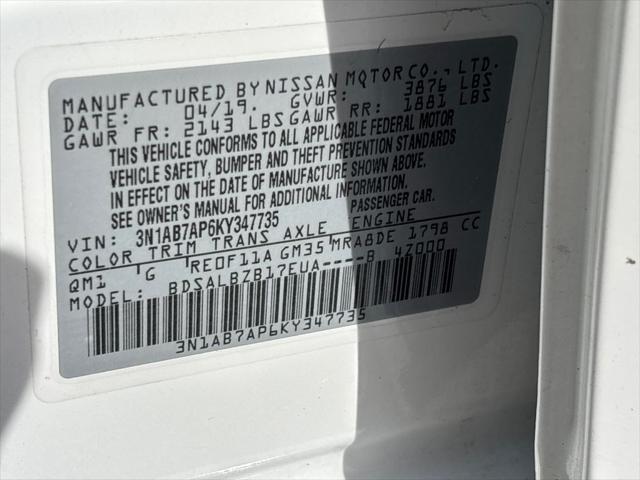 MANUFACTURED BY NISSAN MOTOR CO., LTD.
DATE: 04/19. GVWR: 3876 LBS
GAWR FR: 2143 LBS GAWR RR: 1881 LBS
THIS VEHICLE CONFORMS TO ALL APPLICABLE FEDERAL MOTOR
VEHICLE SAFETY, BUMPER AND THEFT PREVENTION STANDARDS
IN EFFECT ON THE DATE OF MANUFACTURE SHOWN ABOVE.
SEE OWNER'S MANUAL FOR ADDITIONAL INFORMATION.
VIN: 3N1AB7AP6KY347735 PASSENGER CAR.
COLOR TRIM TRANS AXLE ENGINE
QM1 G RE0F11A GM35 MRA8DE 1798 CC
MODEL: BDSALBZB17EUA----B 4Z000
3N1AB7AP6KY347735